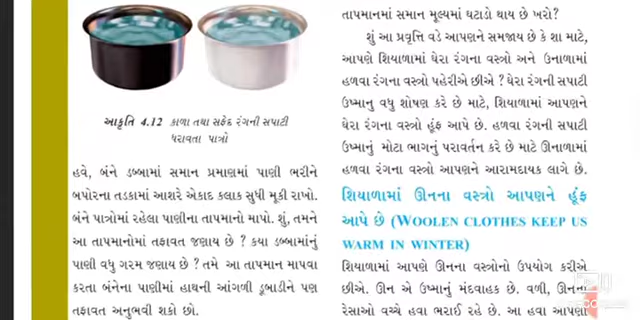 આકૃતિ 4.12 કાળા તથા સફેદ રંગની સપાટી
ધરાવતા પાત્રો
હવે, બંને ડબ્બામાં સમાન પ્રમાણમાં પાણી ભરીને
બપોરના તડકામાં આશરે એકાદ કલાક સુધી મૂકી રાખો.
બંને પાત્રોમાં રહેલા પાણીના તાપમાનો માપો. શું, તમને
આ તાપમાનોમાં તફાવત જણાય છે ? કયા ડબ્બામાંનું
પાણી વધુ ગરમ જણાય છે ? તમે આ તાપમાન માપવા
કરતા બંનેના પાણીમાં હાથની આંગળી ડૂબાડીને પણ
તફાવત અનુભવી શકો છો.
તાપમાનમાં સમાન મૂલ્યમાં ઘટાડો થાય છે ખરો?
શું આ પ્રવૃત્તિ વડે આપણને સમજાય છે કે શા માટે,
આપણે શિયાળામાં ઘેરા રંગના વસ્ત્રો અને ઉનાળામાં
હળવા રંગના વસ્ત્રો પહેરીએ છીએ ? ઘેરા રંગની સપાટી
ઉષ્માનુ વધુ શોષણ કરે છે માટે, શિયાળામાં આપણને
ઘેરા રંગના વસ્ત્રો હૂંફ આપે છે. હળવા રંગની સપાટી
ઉષ્માનું મોટા ભાગનું પરાવર્તન કરે છે માટે ઊનાળામાં
હળવા રંગના વસ્ત્રો આપણને આરામદાયક લાગે છે.
શિયાળામાં ઊનના વસ્ત્રો આપણને હૂંફ
આપે છે (WOOLEN CLOTHES KEEP US
WARM IN WINTER)
શિયાળામાં આપણે ઊનના વસ્ત્રોનો ઉપયોગ કરીએ
છીએ. ઊન એ ઉષ્માનું મંદવાહક છે. વળી, ઊનના
રેસાઓ વચ્ચે હવા ભરાઈ રહે છે. આ હવા આપણા